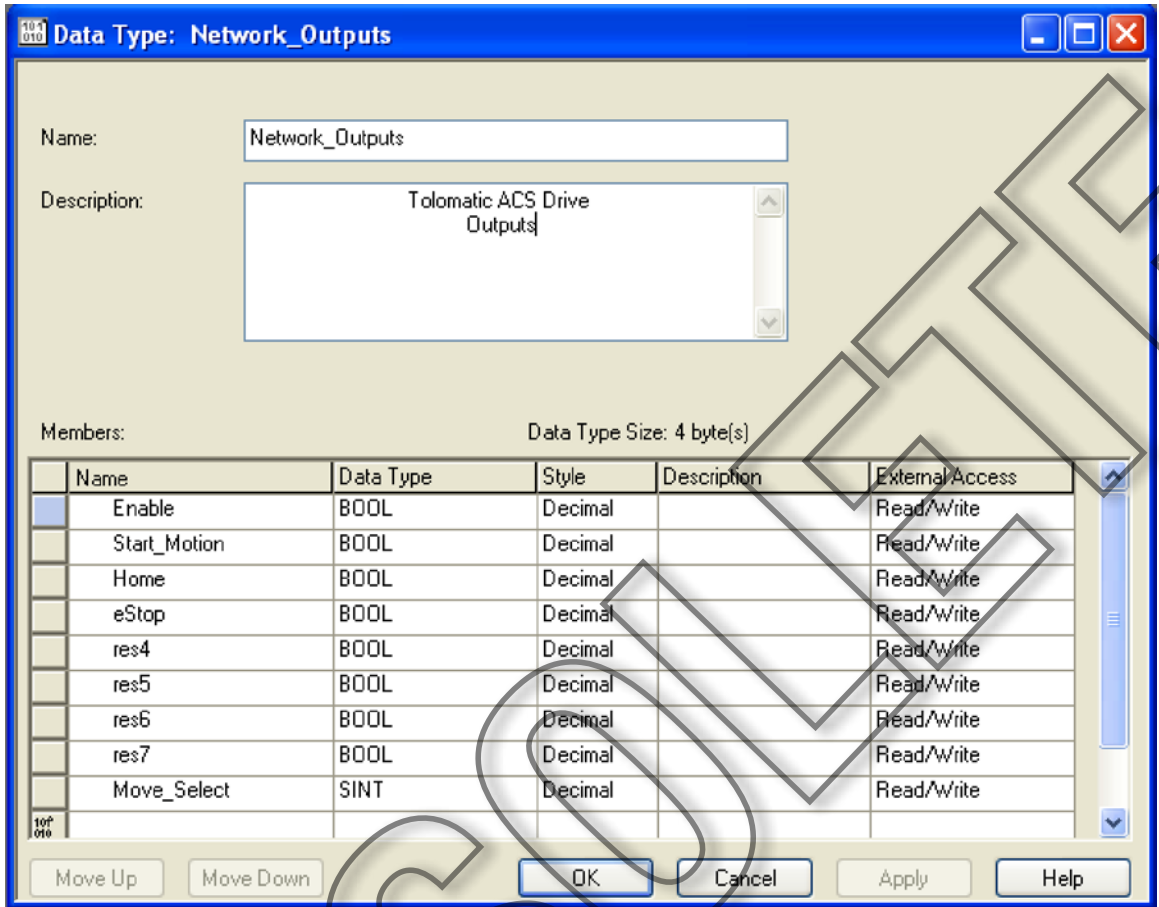 Data Type: Network_Outputs
Name:
Network_Outputs
Description:
Tolomatic ACS Drive
Outputs
Members:
Data Type Size: 4 byte(s)
Name Data Type Style Description External Access
Enable BOOL Decimal Read/Write
Start_Motion BOOL Decimal Read/Write
Home BOOL Decimal Read/Write
eStop BOOL Decimal Read/Write
res4 BOOL Decimal Read/Write
res5 BOOL Decimal Read/Write
res6 BOOL Decimal Read/Write
res7 BOOL Decimal Read/Write
Move_Select SINT Decimal Read/Write
Move Up Move Down OK Cancel Apply Help